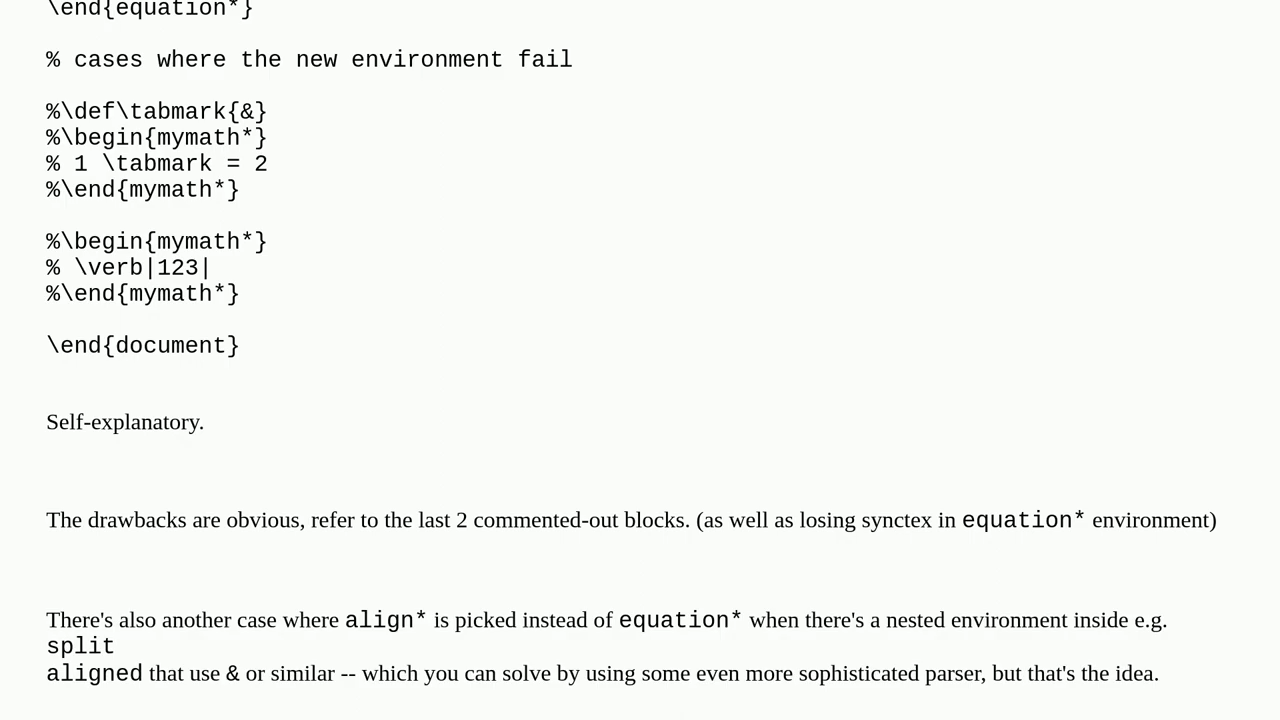 \end{equation*}
% cases where the new environment fail
%\def\tabmark{&}
%\begin{mymath*}
% 1 \tabmark = 2
%\end{mymath*}
%\begin{mymath*}
% \verb|123|
%\end{mymath*}
\end{document}
Self-explanatory.
The drawbacks are obvious, refer to the last 2 commented-out blocks. (as well as losing synctex in equation* environment)
There's also another case where align* is picked instead of equation* when there's a nested environment inside e.g.
split
aligned that use & or similar -- which you can solve by using some even more sophisticated parser, but that's the idea.